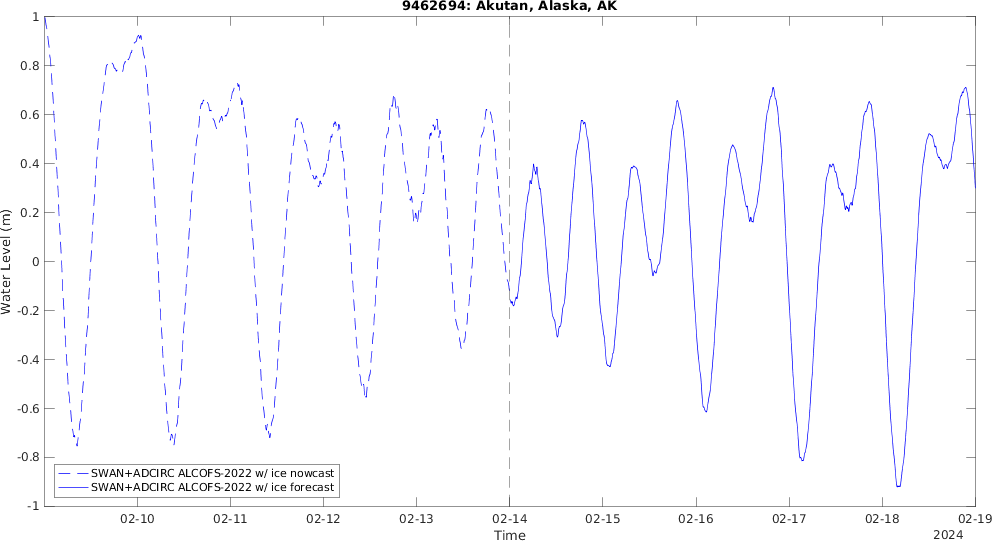 9462694: Akutan, Alaska, AK
1
0.8
0.6
0.4
0.2
0
-0.2
-0.4
-0.6
-0.8
-1
Water Level (m)
SWAN+ADCIRC ALCOFS-2022 w/ ice nowcast
SWAN+ADCIRC ALCOFS-2022 w/ ice forecast
02-10 02-11 02-12 02-13 02-14 02-15 02-16 02-17 02-18 02-19
Time
2024